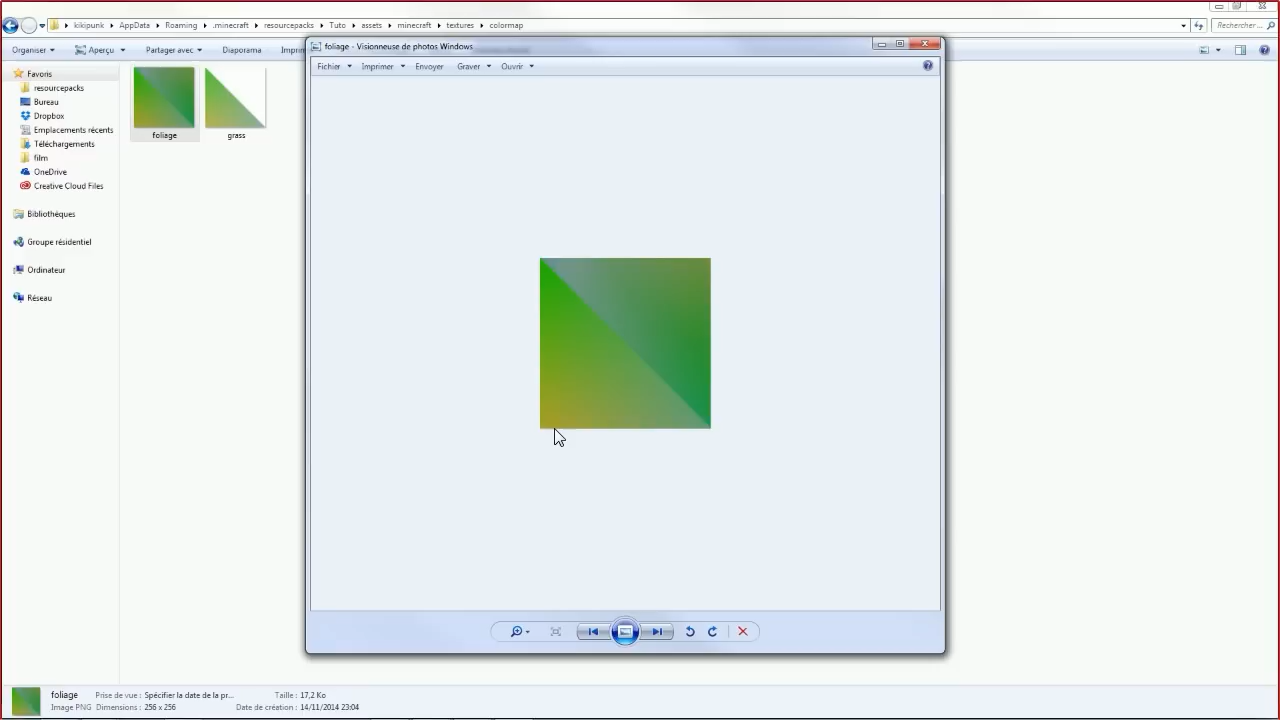 kikipunk ▸ AppData ▸ Roaming ▸ .minecraft ▸ resourcepacks ▸ Tuto ▸ assets ▸ minecraft ▸ textures ▸ colormap
Rechercher ...
Organiser
Aperçu
Partager avec
Diaporama
foliage - Visionneuse de photos Windows
Fichier
Imprimer
Envoyer
Graver
Ouvrir
Favoris
resourcepacks
Bureau
Dropbox
Emplacements récents
Téléchargements
film
OneDrive
Creative Cloud Files
Bibliothèques
Groupe résidentiel
Ordinateur
Réseau
foliage
grass
foliage
Prise de vue : Spécifier la date de la pr...
Taille : 17,2 Ko
Image PNG
Dimensions : 256 x 256
Date de création : 14/11/2014 23:04